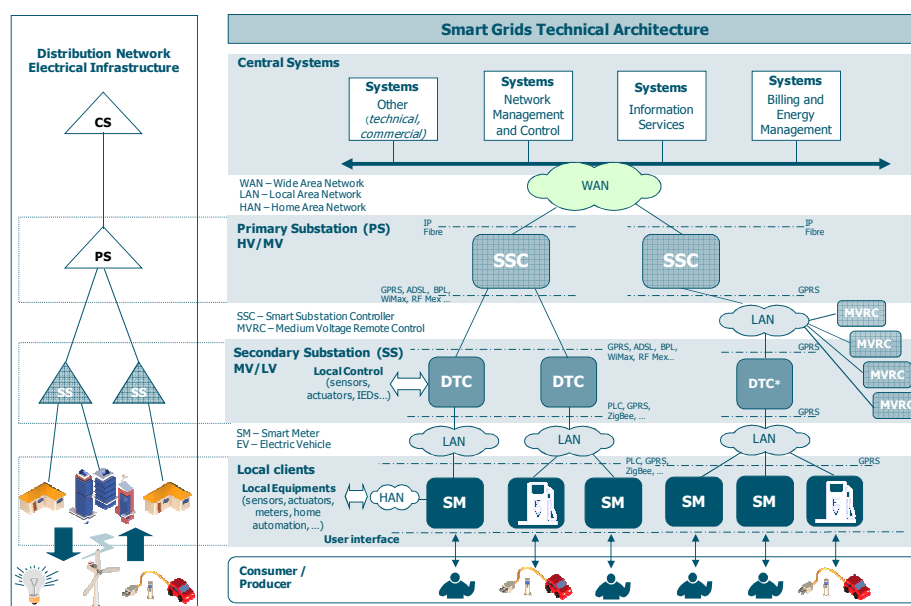 Smart Grids Technical Architecture
Distribution Network
Electrical Infrastructure
CS
PS
SS
SS
Central Systems
Systems
Other
(technical,
commercial)
Systems
Network
Management
and Control
Systems
Information
Services
Systems
Billing and
Energy
Management
WAN – Wide Area Network
LAN – Local Area Network
HAN – Home Area Network
WAN
Primary Substation (PS)
HV/MV
IP
Fibre
IP
Fibre
SSC
SSC
GPRS, ADSL, BPL,
WiMax, RF Mex ...
GPRS
SSC – Smart Substation Controller
MVRC – Medium Voltage Remote Control
LAN
MVRC
MVRC
MVRC
MVRC
Secondary Substation (SS)
MV/LV
GPRS, ADSL, BPL,
WiMax, RF Mex...
GPRS
Local Control
(sensors,
actuators, IEDs...)
DTC
DTC
DTC*
PLC, GPRS,
ZigBee, ...
GPRS
SM – Smart Meter
EV – Electric Vehicle
LAN
LAN
LAN
Local clients
PLC, GPRS,
ZigBee, ...
GPRS
Local Equipments
(sensors, actuators,
meters, home
automation, ...)
HAN
SM
SM
SM
SM
User interface
Consumer /
Producer